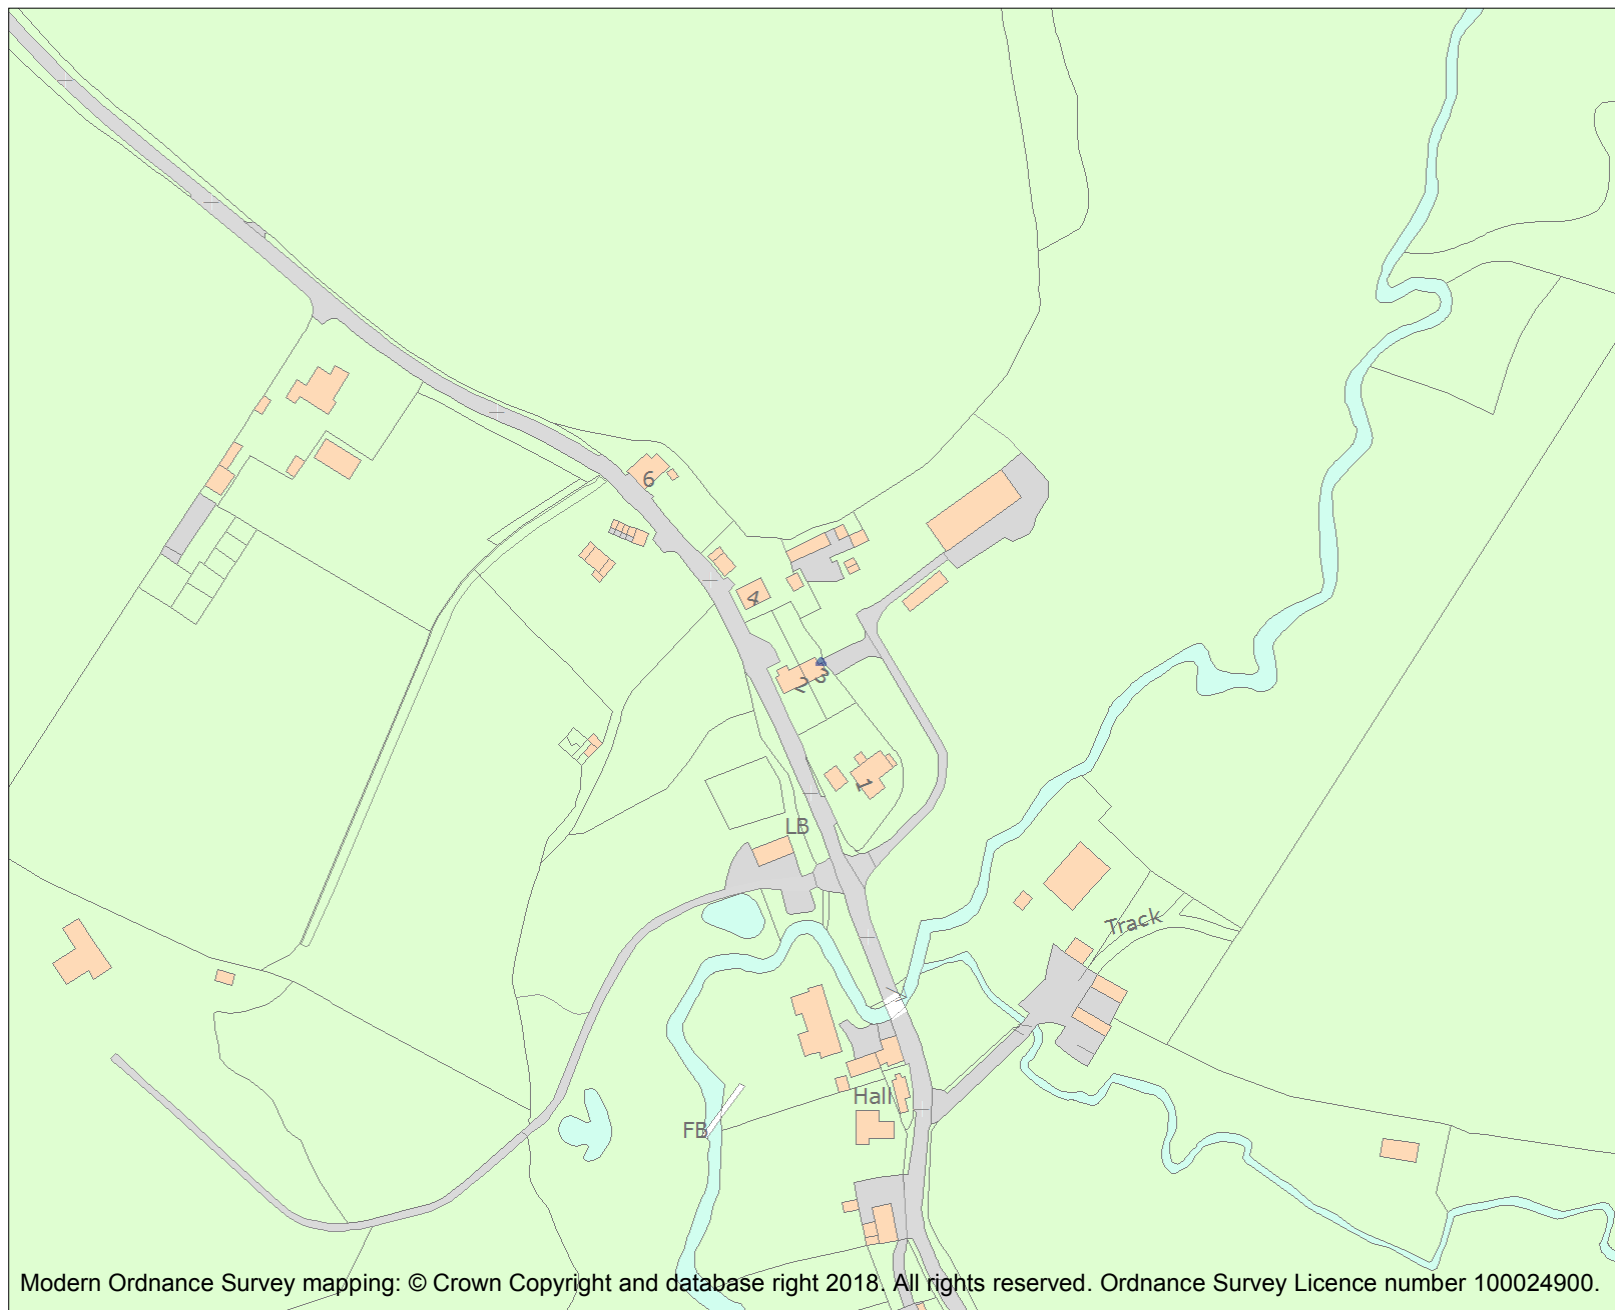 6
4
3
2
1
LB
Track
Hall
FB
Modern Ordnance Survey mapping: © Crown Copyright and database right 2018. All rights reserved. Ordnance Survey Licence number 100024900.